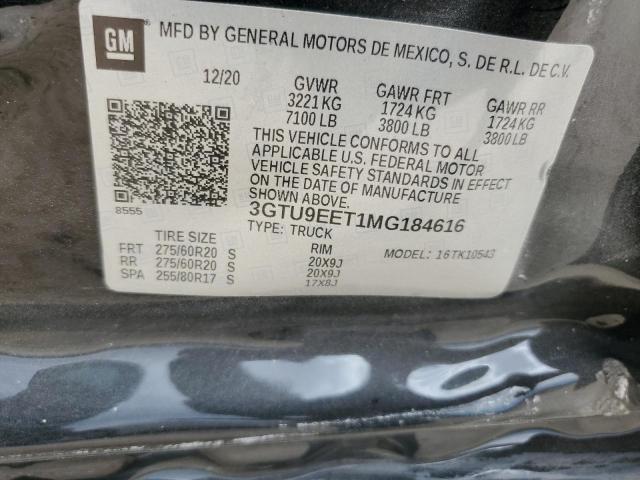 GM
MFD BY GENERAL MOTORS DE MEXICO, S. DE R.L. DE C.V.
12/20 GVWR GAWR FRT GAWR RR
3221 KG 1724 KG 1724 KG
7100 LB 3800 LB 3800 LB
THIS VEHICLE CONFORMS TO ALL
APPLICABLE U.S. FEDERAL MOTOR
VEHICLE SAFETY STANDARDS IN EFFECT
ON THE DATE OF MANUFACTURE
SHOWN ABOVE.
8555 3GTU9EET1MG184616
TYPE: TRUCK
TIRE SIZE RIM MODEL: 16TK10543
FRT 275/60R20 S 20X9J
RR 275/60R20 S 20X9J
SPA 255/80R17 S 17X8J